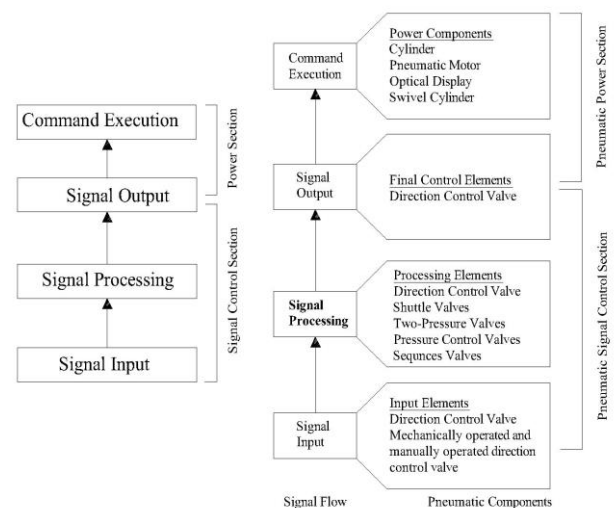 Command Execution
Signal Output
Signal Processing
Signal Input
Power Section
Signal Control Section
Command
Execution
Power Components
Cylinder
Pneumatic Motor
Optical Display
Swivel Cylinder
Signal
Output
Final Control Elements
Direction Control Valve
Signal
Processing
Processing Elements
Direction Control Valve
Shuttle Valves
Two-Pressure Valves
Pressure Control Valves
Sequnces Valves
Signal
Input
Input Elements
Direction Control Valve
Mechanically operated and
manually operated direction
control valve
Pneumatic Power Section
Pneumatic Signal Control Section
Signal Flow
Pneumatic Components